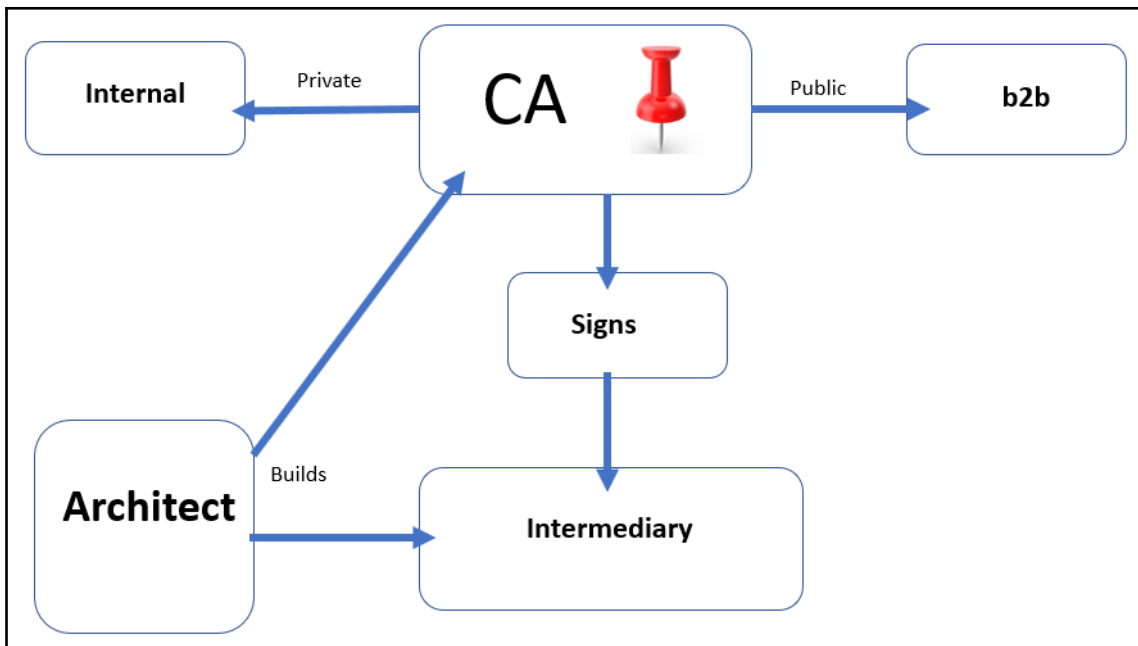 Internal
Private
CA
Public
b2b
Signs
Builds
Architect
Intermediary